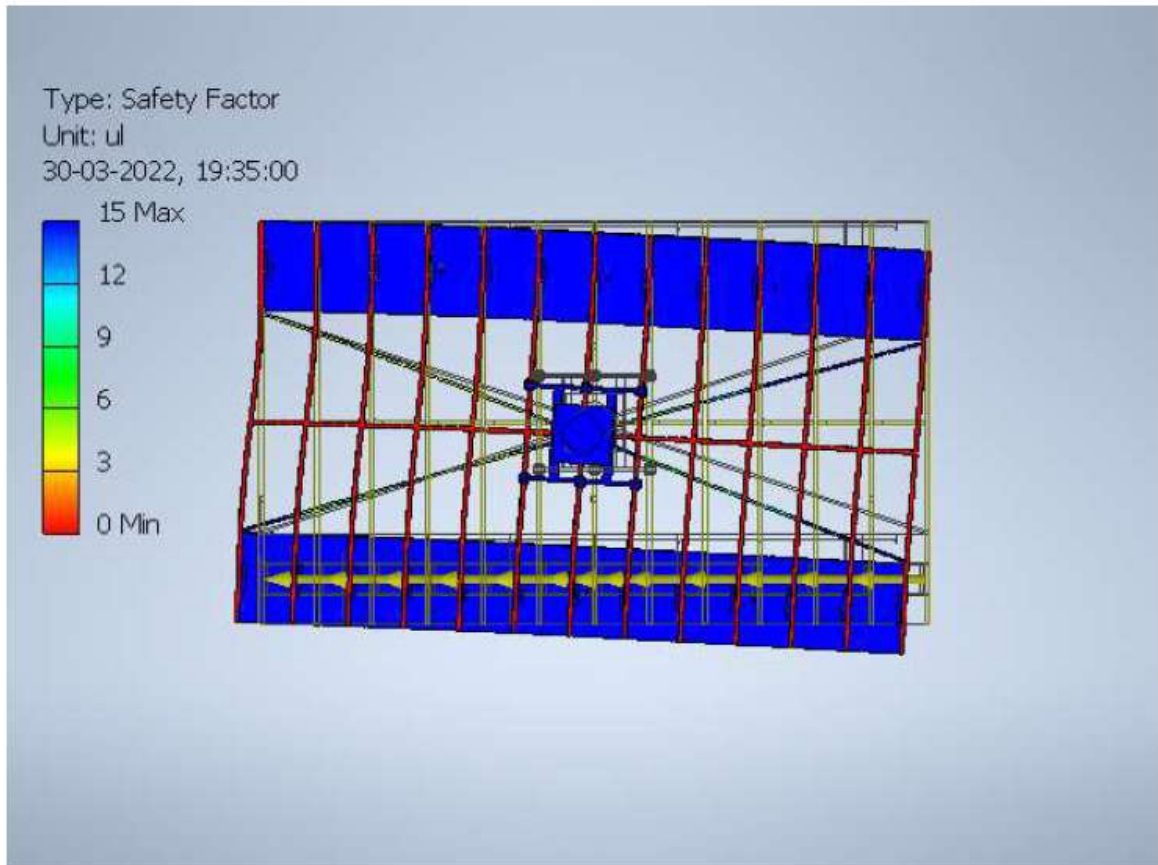 Type: Safety Factor
Unit: ul
30-03-2022, 19:35:00
15 Max
12
9
6
3
0 Min